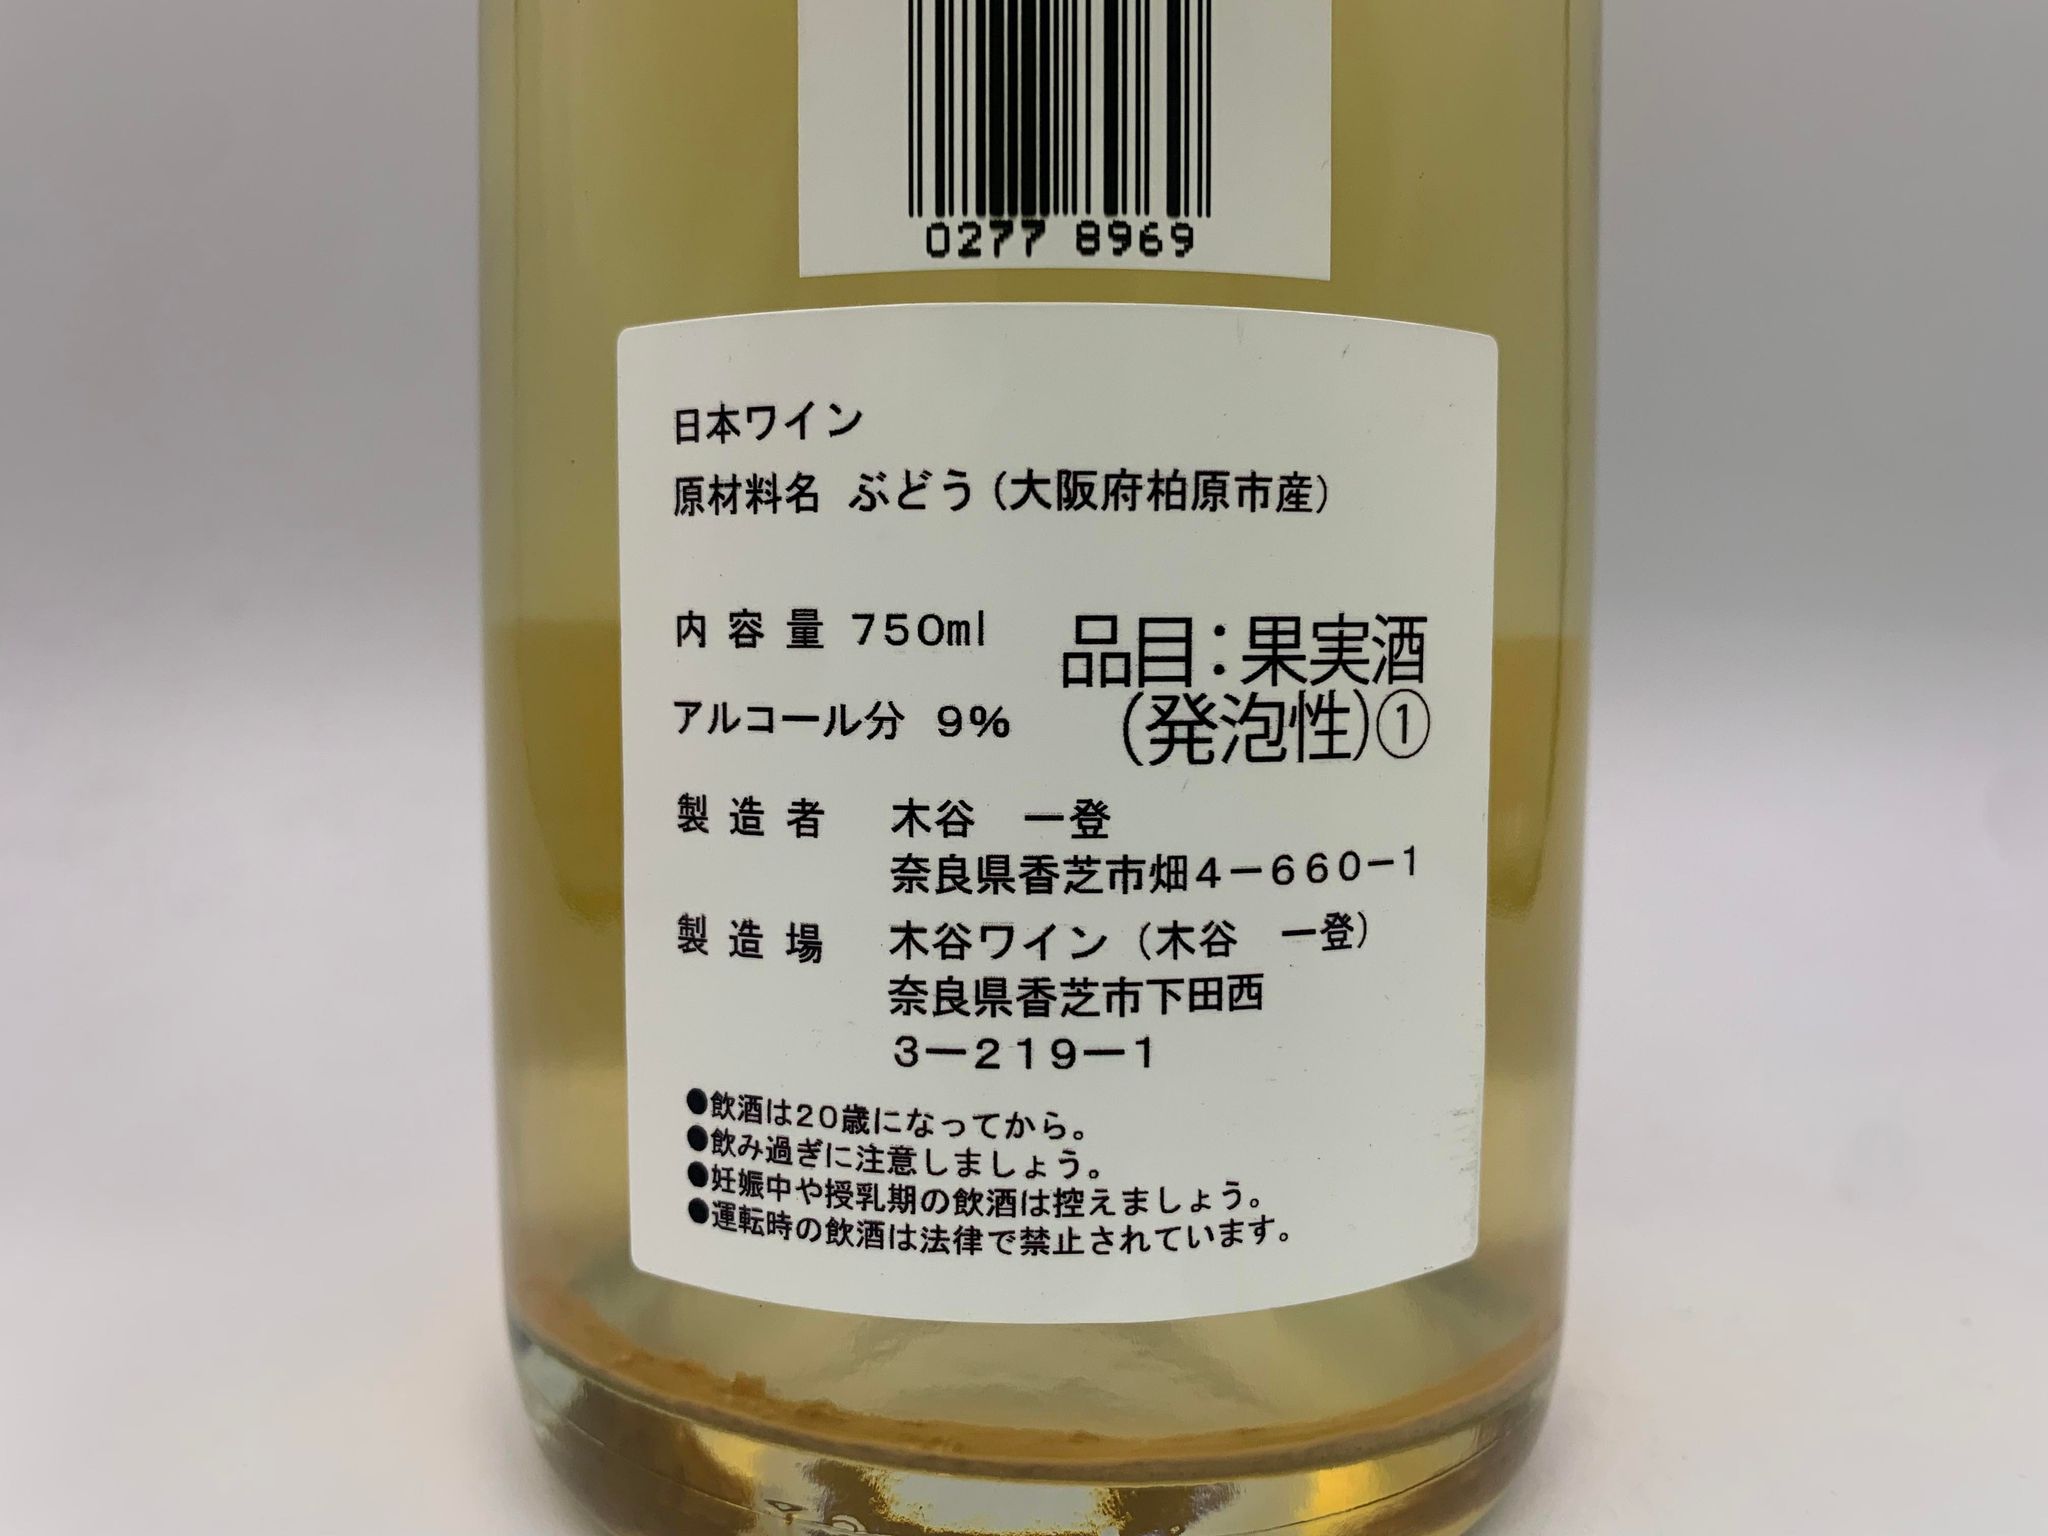 0277 8969
日本ワイン
原材料名 ぶどう(大阪府柏原市産)
内容量 750ml
アルコール分 9%
品目:果実酒
(発泡性)①
製造者 木谷 一登
奈良県香芝市畑4−660−1
製造場 木谷ワイン(木谷 一登)
奈良県香芝市下田西
3−219−1
●飲酒は20歳になってから。
●飲み過ぎに注意しましょう。
●妊娠中や授乳期の飲酒は控えましょう。
●運転時の飲酒は法律で禁止されています。